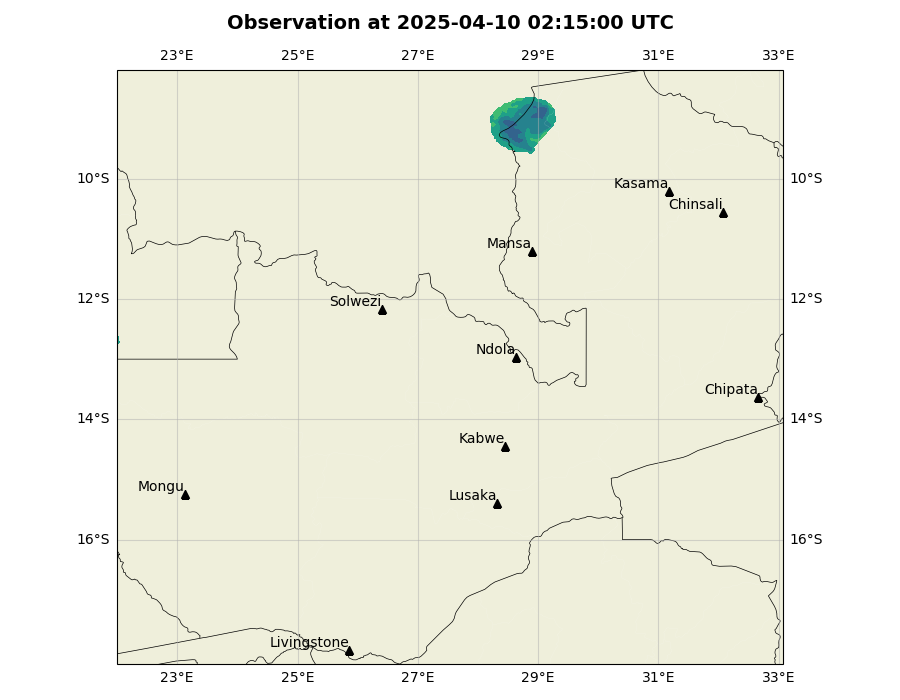 Observation at 2025-04-10 02:15:00 UTC
23°E 25°E 27°E 29°E 31°E 33°E
10°S 10°S
Kasama
Chinsali
Mansa
12°S 12°S
Solwezi
Ndola
Chipata
14°S 14°S
Kabwe
Mongu
Lusaka
16°S 16°S
Livingstone
23°E 25°E 27°E 29°E 31°E 33°E